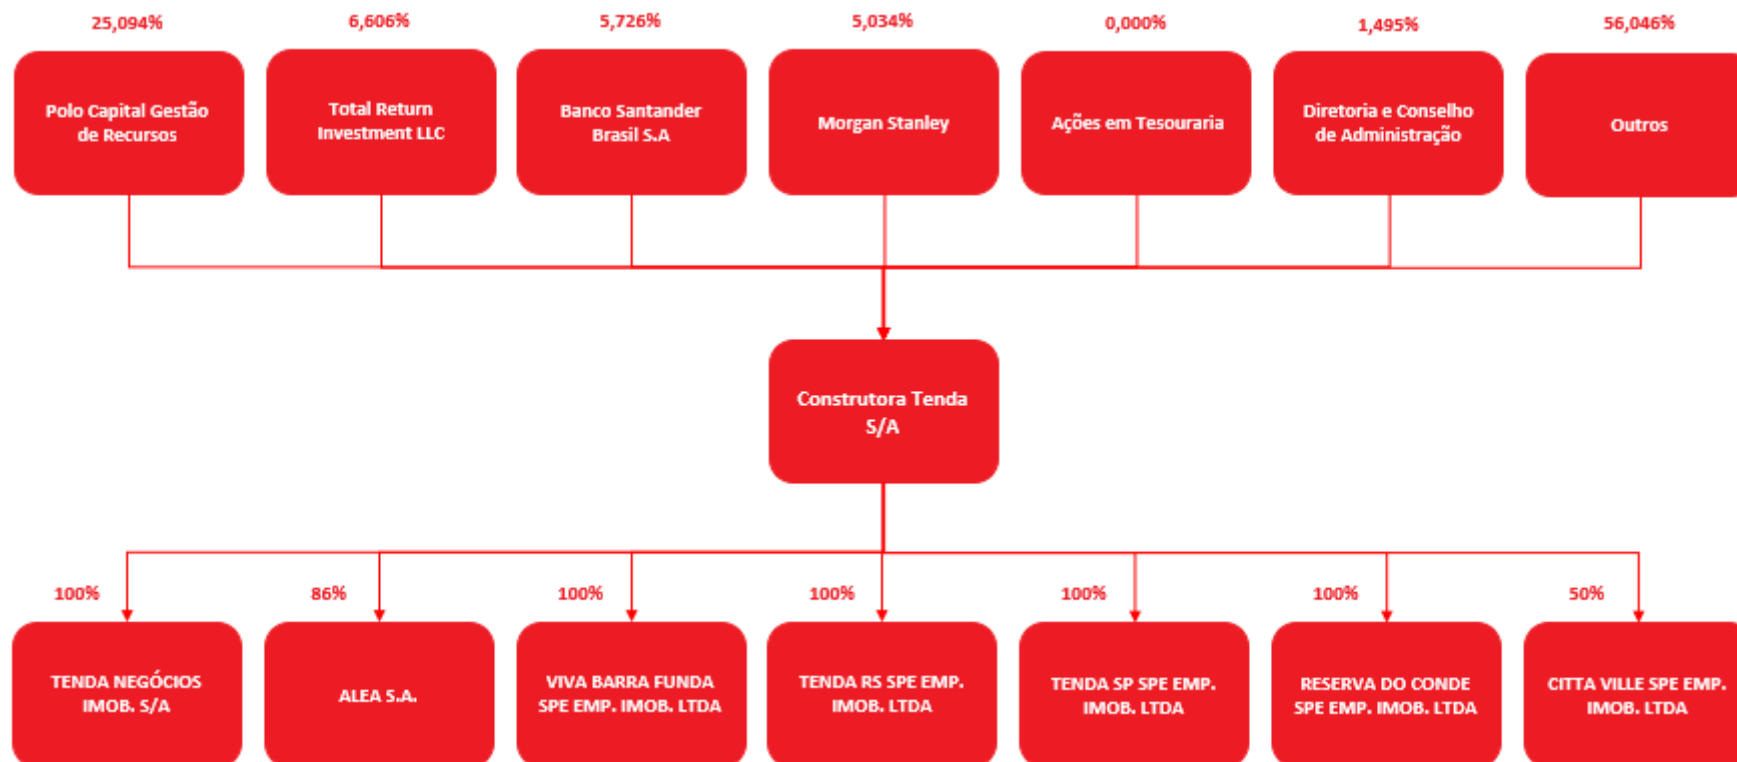 25,094%
6,606%
5,726%
5,034%
0,000%
1,495%
56,046%
Polo Capital Gestão
de Recursos
Total Return
Investment LLC
Banco Santander
Brasil S.A
Morgan Stanley
Ações em Tesouraria
Diretoria e Conselho
de Administração
Outros
Construtora Tenda
S/A
100%
86%
100%
100%
100%
100%
50%
TENDA NEGÓCIOS
IMOB. S/A
ALEA S.A.
VIVA BARRA FUNDA
SPE EMP. IMOB. LTDA
TENDA RS SPE EMP.
IMOB. LTDA
TENDA SP SPE EMP.
IMOB. LTDA
RESERVA DO CONDE
SPE EMP. IMOB. LTDA
CITTA VILLE SPE EMP.
IMOB. LTDA